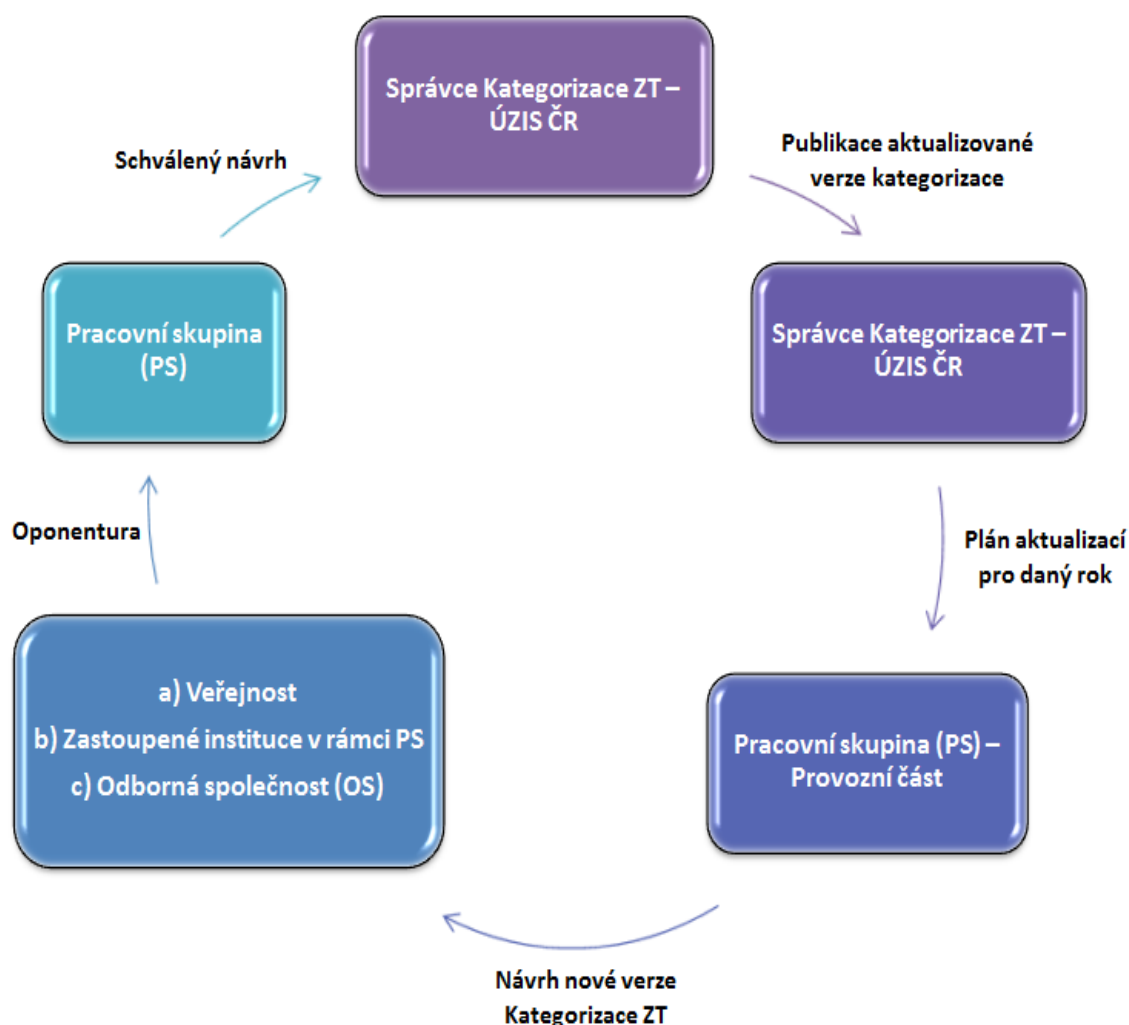 Správce Kategorizace ZT –
ÚZIS ČR
Schválený návrh
Publikace aktualizované
verze kategorizace
Pracovní skupina
(PS)
Správce Kategorizace ZT –
ÚZIS ČR
Oponentura
Plán aktualizací
pro daný rok
a) Veřejnost
b) Zastoupené instituce v rámci PS
c) Odborná společnost (OS)
Pracovní skupina (PS) –
Provozní část
Návrh nové verze
Kategorizace ZT